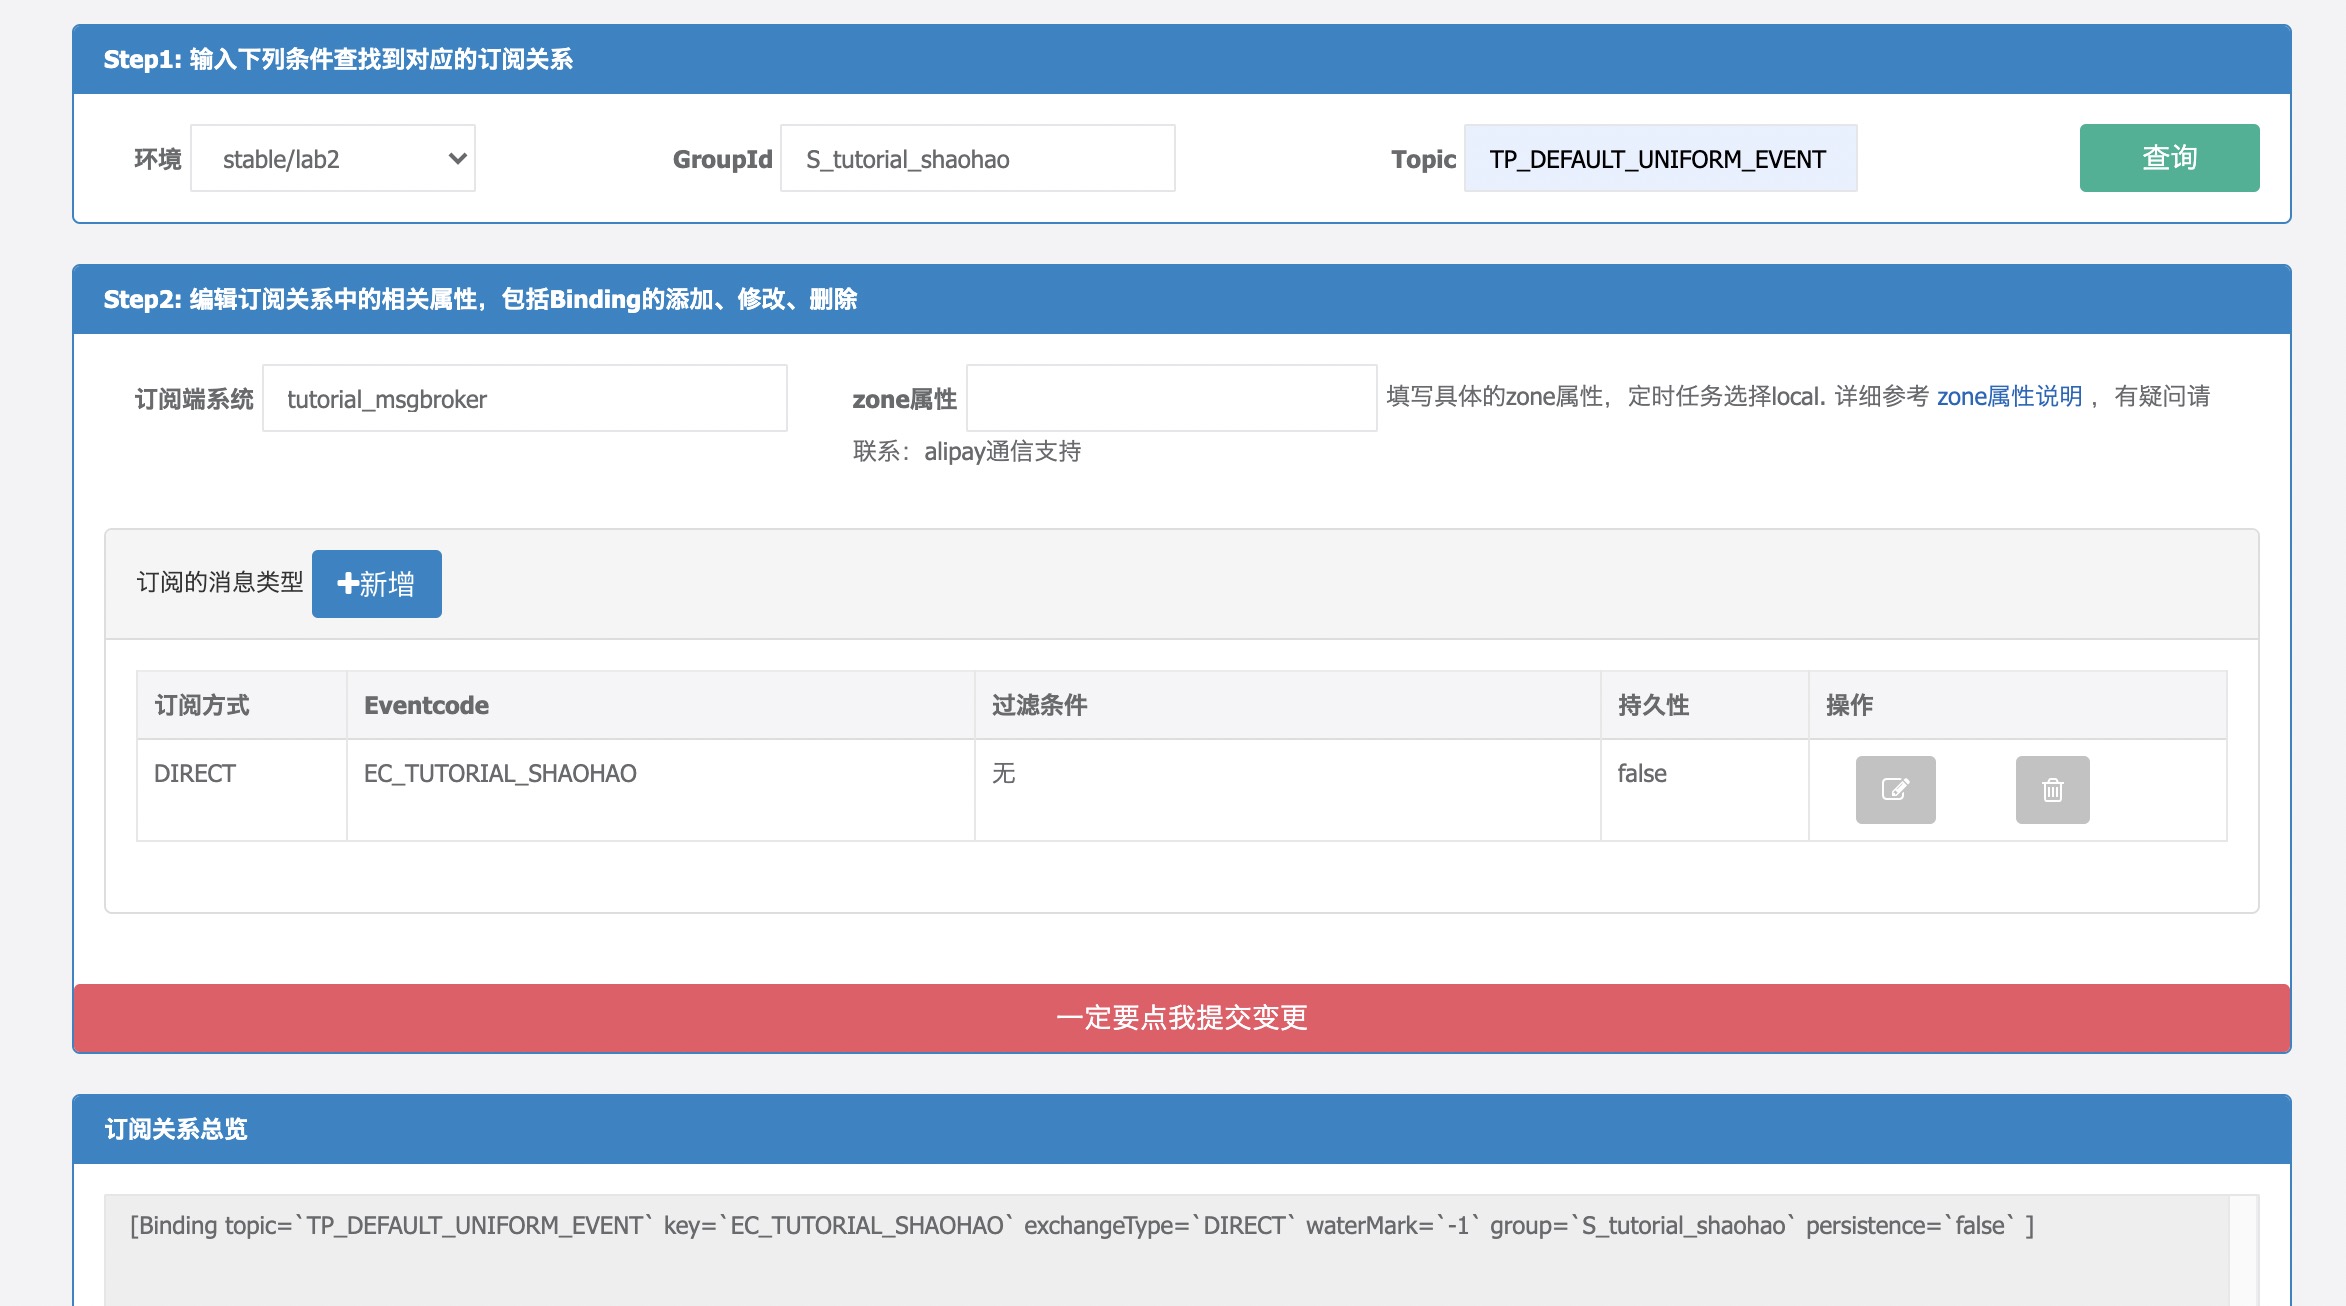 Step1: 输入下列条件查找到对应的订阅关系
环境 stable/lab2 GroupId S_tutorial_shaohao Topic TP_DEFAULT_UNIFORM_EVENT 查询
Step2: 编辑订阅关系中的相关属性，包括Binding的添加、修改、删除
订阅端系统 tutorial_msgbroker zone属性 填写具体的zone属性，定时任务选择local. 详细参考 zone属性说明 ，有疑问请
联系：alipay通信支持
订阅的消息类型 新增
订阅方式 Eventcode 过滤条件 持久性 操作
DIRECT EC_TUTORIAL_SHAOHAO 无 false
一定要点我提交变更
订阅关系总览
[Binding topic=`TP_DEFAULT_UNIFORM_EVENT` key=`EC_TUTORIAL_SHAOHAO` exchangeType=`DIRECT` waterMark=`-1` group=`S_tutorial_shaohao` persistence=`false` ]